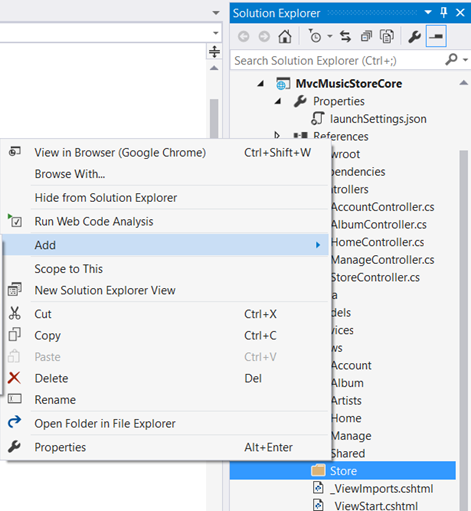 Solution Explorer
Search Solution Explorer (Ctrl+;)
MvcMusicStoreCore
Properties
launchSettings.json
References
wroot
pendencies
ntrollers
AccountController.cs
AlbumController.cs
HomeController.cs
ManageController.cs
StoreController.cs
a
dels
vices
ws
Account
Album
Artists
Home
Manage
Shared
Store
_ViewImports.cshtml
_ViewStart.cshtml
View in Browser (Google Chrome) Ctrl+Shift+W
Browse With...
Hide from Solution Explorer
Run Web Code Analysis
Add
Scope to This
New Solution Explorer View
Cut Ctrl+X
Copy Ctrl+C
Paste Ctrl+V
Delete Del
Rename
Open Folder in File Explorer
Properties Alt+Enter